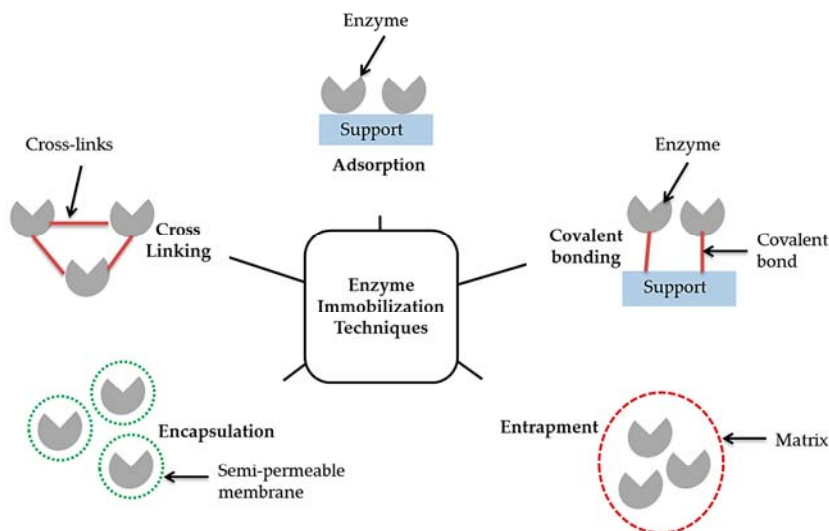 Enzyme
Support
Adsorption
Cross-links
Cross
Linking
Enzyme
Covalent
bonding
Covalent
bond
Support
Enzyme
Immobilization
Techniques
Encapsulation
Semi-permeable
membrane
Entrapment
Matrix